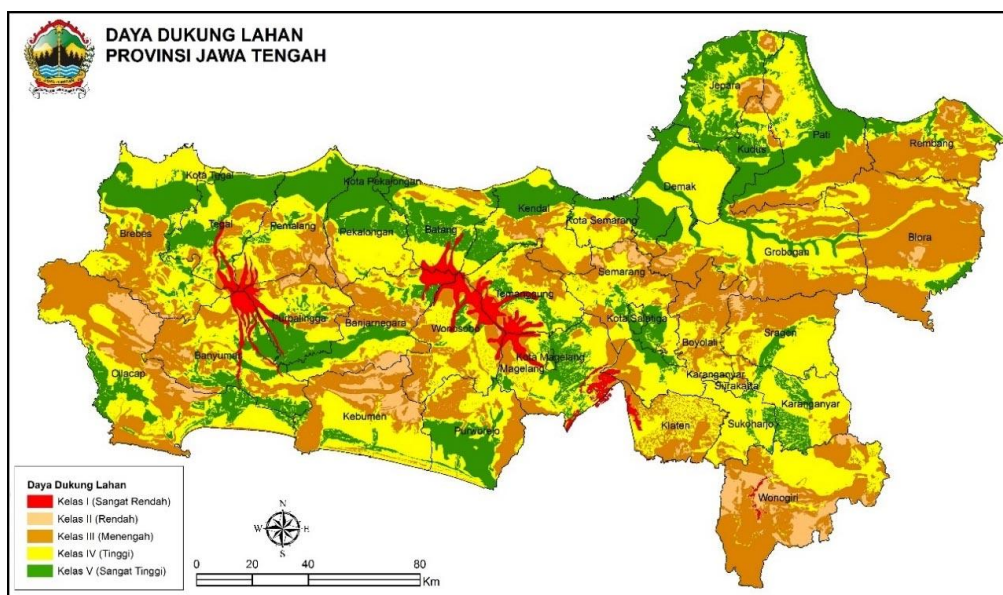 DAYA DUKUNG LAHAN
PROVINSI JAWA TENGAH
Jepara
Kudus
Pati
Rembang
Kota Tegal
Kota Pekalongan
Demak
Tegal
Pemalang
Pekalongan
Batang
Kendal
Kota Semarang
Brebes
Grobogan
Blora
Semarang
Temanggung
Purbalingga
Banjarnegara
Wonosobo
Kota Salatiga
Boyolali
Sragen
Banyumas
Kota Magelang
Magelang
Karanganyar
Surakarta
Karanganyar
Cilacap
Kebumen
Purworejo
Klaten
Sukoharjo
Wonogiri
Daya Dukung Lahan
Kelas I (Sangat Rendah)
Kelas II (Rendah)
Kelas III (Menengah)
Kelas IV (Tinggi)
Kelas V (Sangat Tinggi)
N
W E
S
0 20 40 80
Km